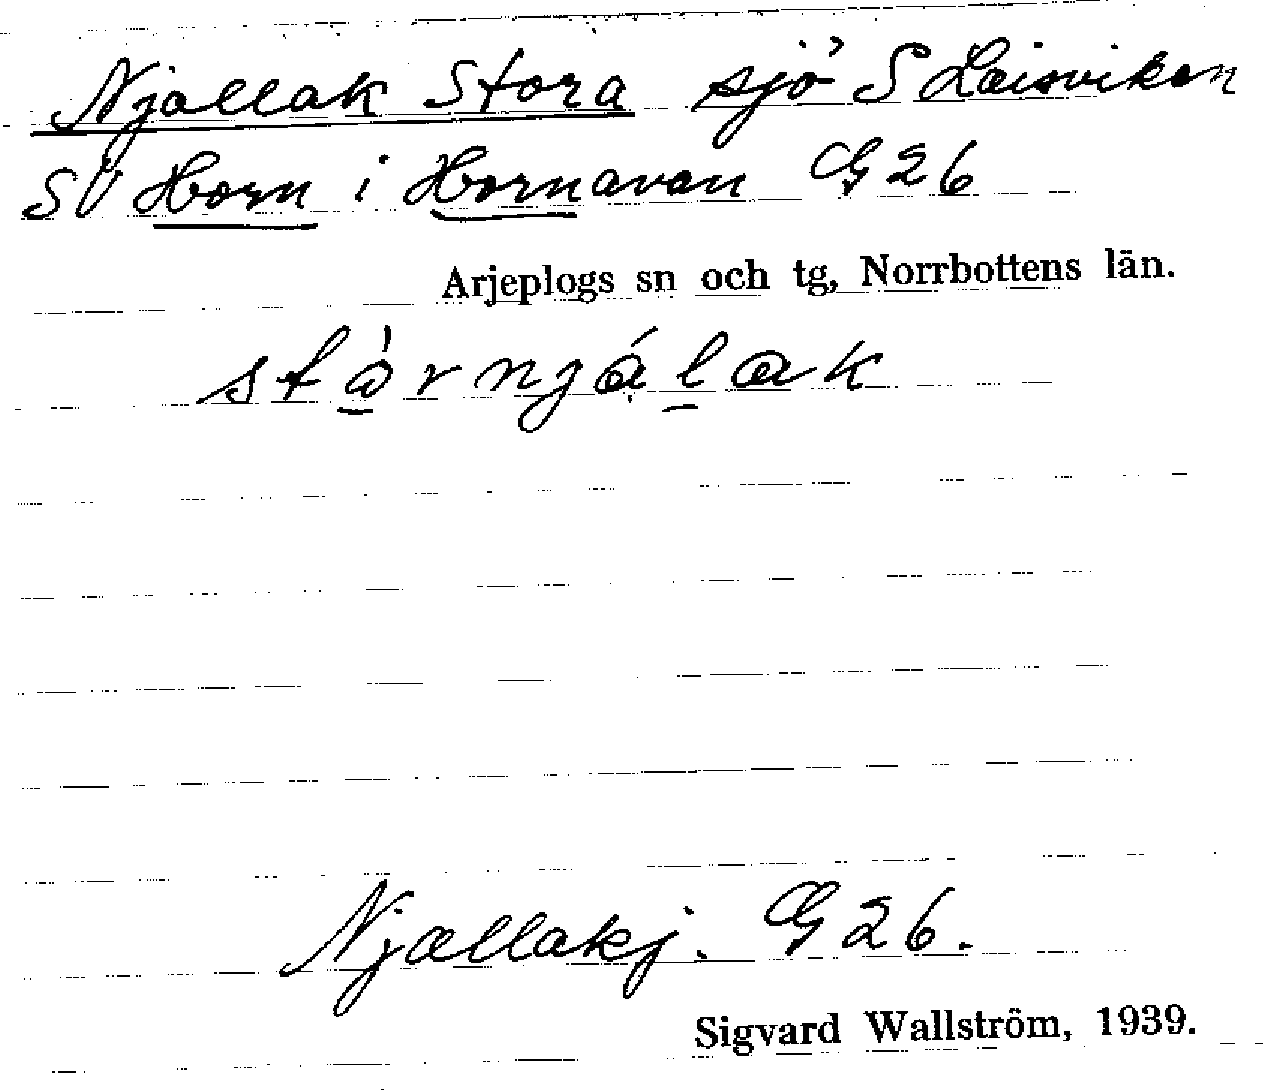 Njallak Stora sjö S Laisviken
SV Horn i Hornavan G26
Arjeplogs sn och tg, Norrbottens län.
stårnjálak
Njallakj. G26.
Sigvard Wallström, 1939.